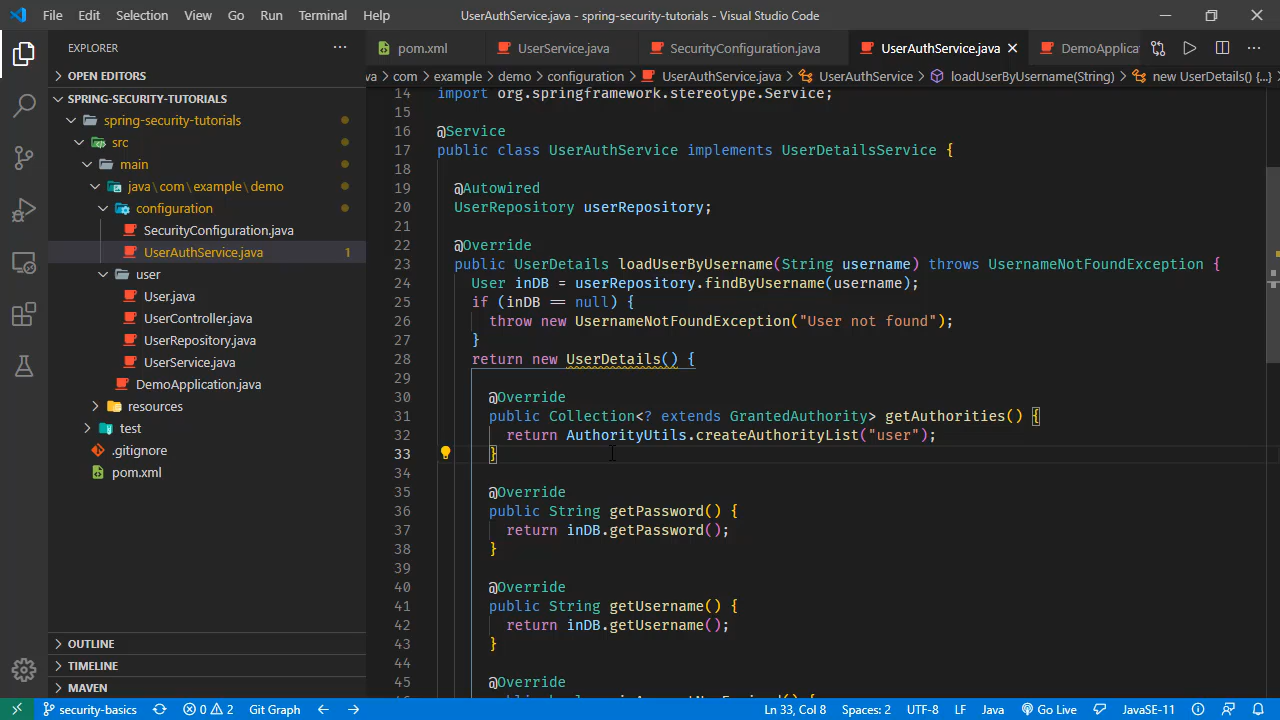 File Edit Selection View Go Run Terminal Help UserAuthService.java - spring-security-tutorials - Visual Studio Code
EXPLORER
OPEN EDITORS
SPRING-SECURITY-TUTORIALS
spring-security-tutorials
src
main
java\com\example\demo
configuration
SecurityConfiguration.java
UserAuthService.java 1
user
User.java
UserController.java
UserRepository.java
UserService.java
DemoApplication.java
resources
test
.gitignore
pom.xml
OUTLINE
TIMELINE
MAVEN
pom.xml UserService.java SecurityConfiguration.java UserAuthService.java DemoApplica
va > com > example > demo > configuration > UserAuthService.java > UserAuthService > loadUserByUsername(String) > new UserDetails() {...}
14 import org.springframework.stereotype.Service;
15
16 @Service
17 public class UserAuthService implements UserDetailsService {
18
19 @Autowired
20 UserRepository userRepository;
21
22 @Override
23 public UserDetails loadUserByUsername(String username) throws UsernameNotFoundException {
24 User inDB = userRepository.findByUsername(username);
25 if (inDB == null) {
26 throw new UsernameNotFoundException("User not found");
27 }
28 return new UserDetails() {
29
30 @Override
31 public Collection<? extends GrantedAuthority> getAuthorities() {
32 return AuthorityUtils.createAuthorityList("user");
33 }
34
35 @Override
36 public String getPassword() {
37 return inDB.getPassword();
38 }
39
40 @Override
41 public String getUsername() {
42 return inDB.getUsername();
43 }
44
45 @Override
security-basics 0 2 Git Graph Ln 33, Col 8 Spaces: 2 UTF-8 LF Java Go Live JavaSE-11